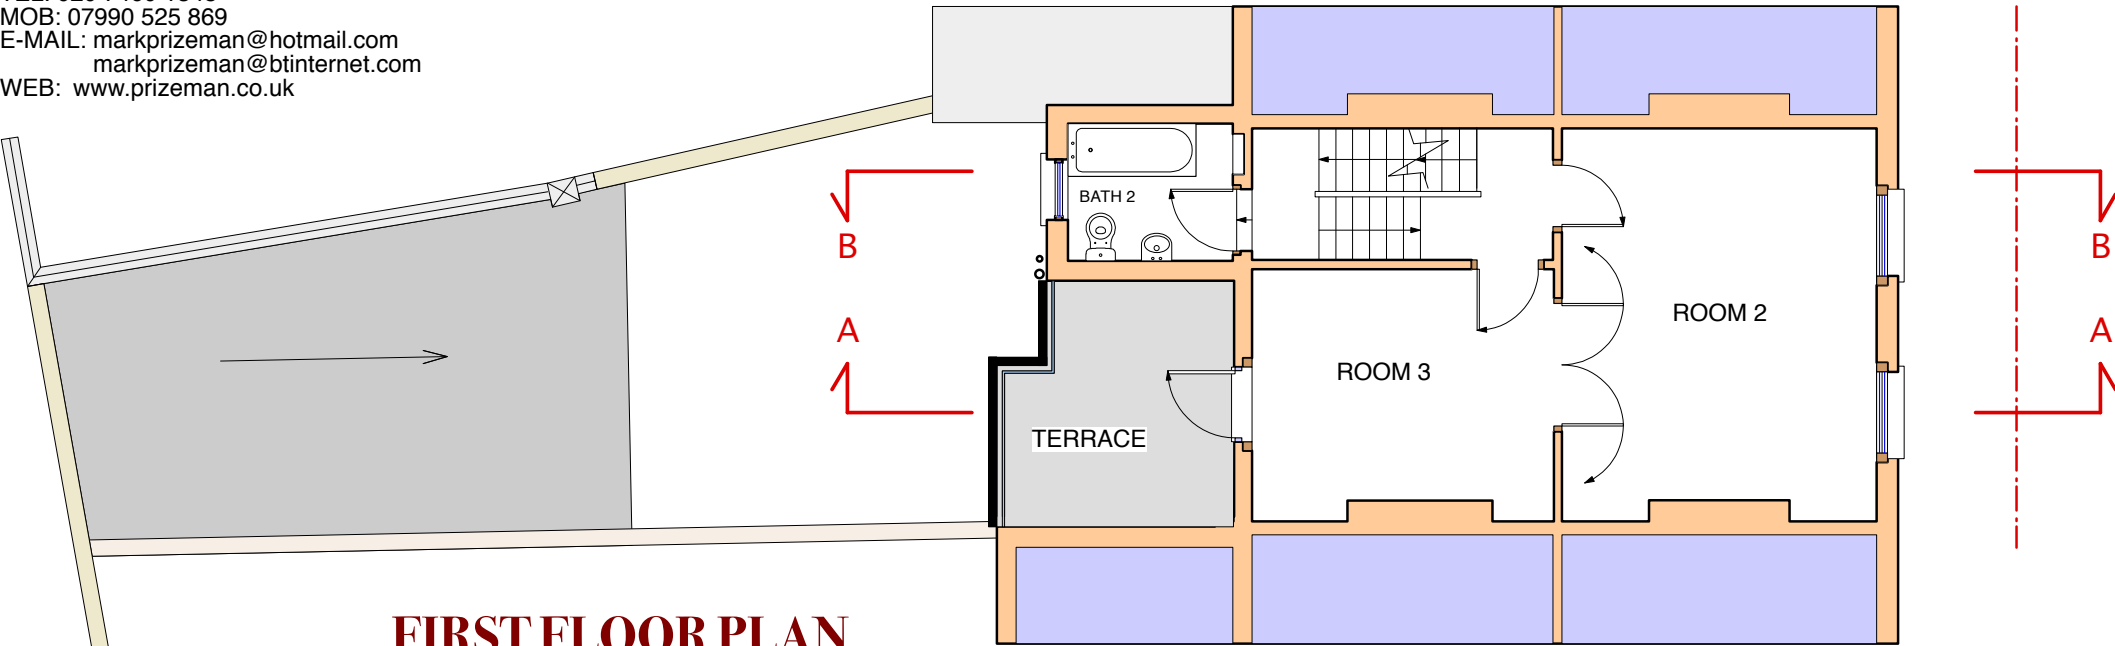 MOB: 07990 525 869
E-MAIL: markprizeman@hotmail.com
markprizeman@btinternet.com
WEB: www.prizeman.co.uk
BATH 2
B
B
A
A
ROOM 2
ROOM 3
TERRACE
FIRST FLOOR PLAN